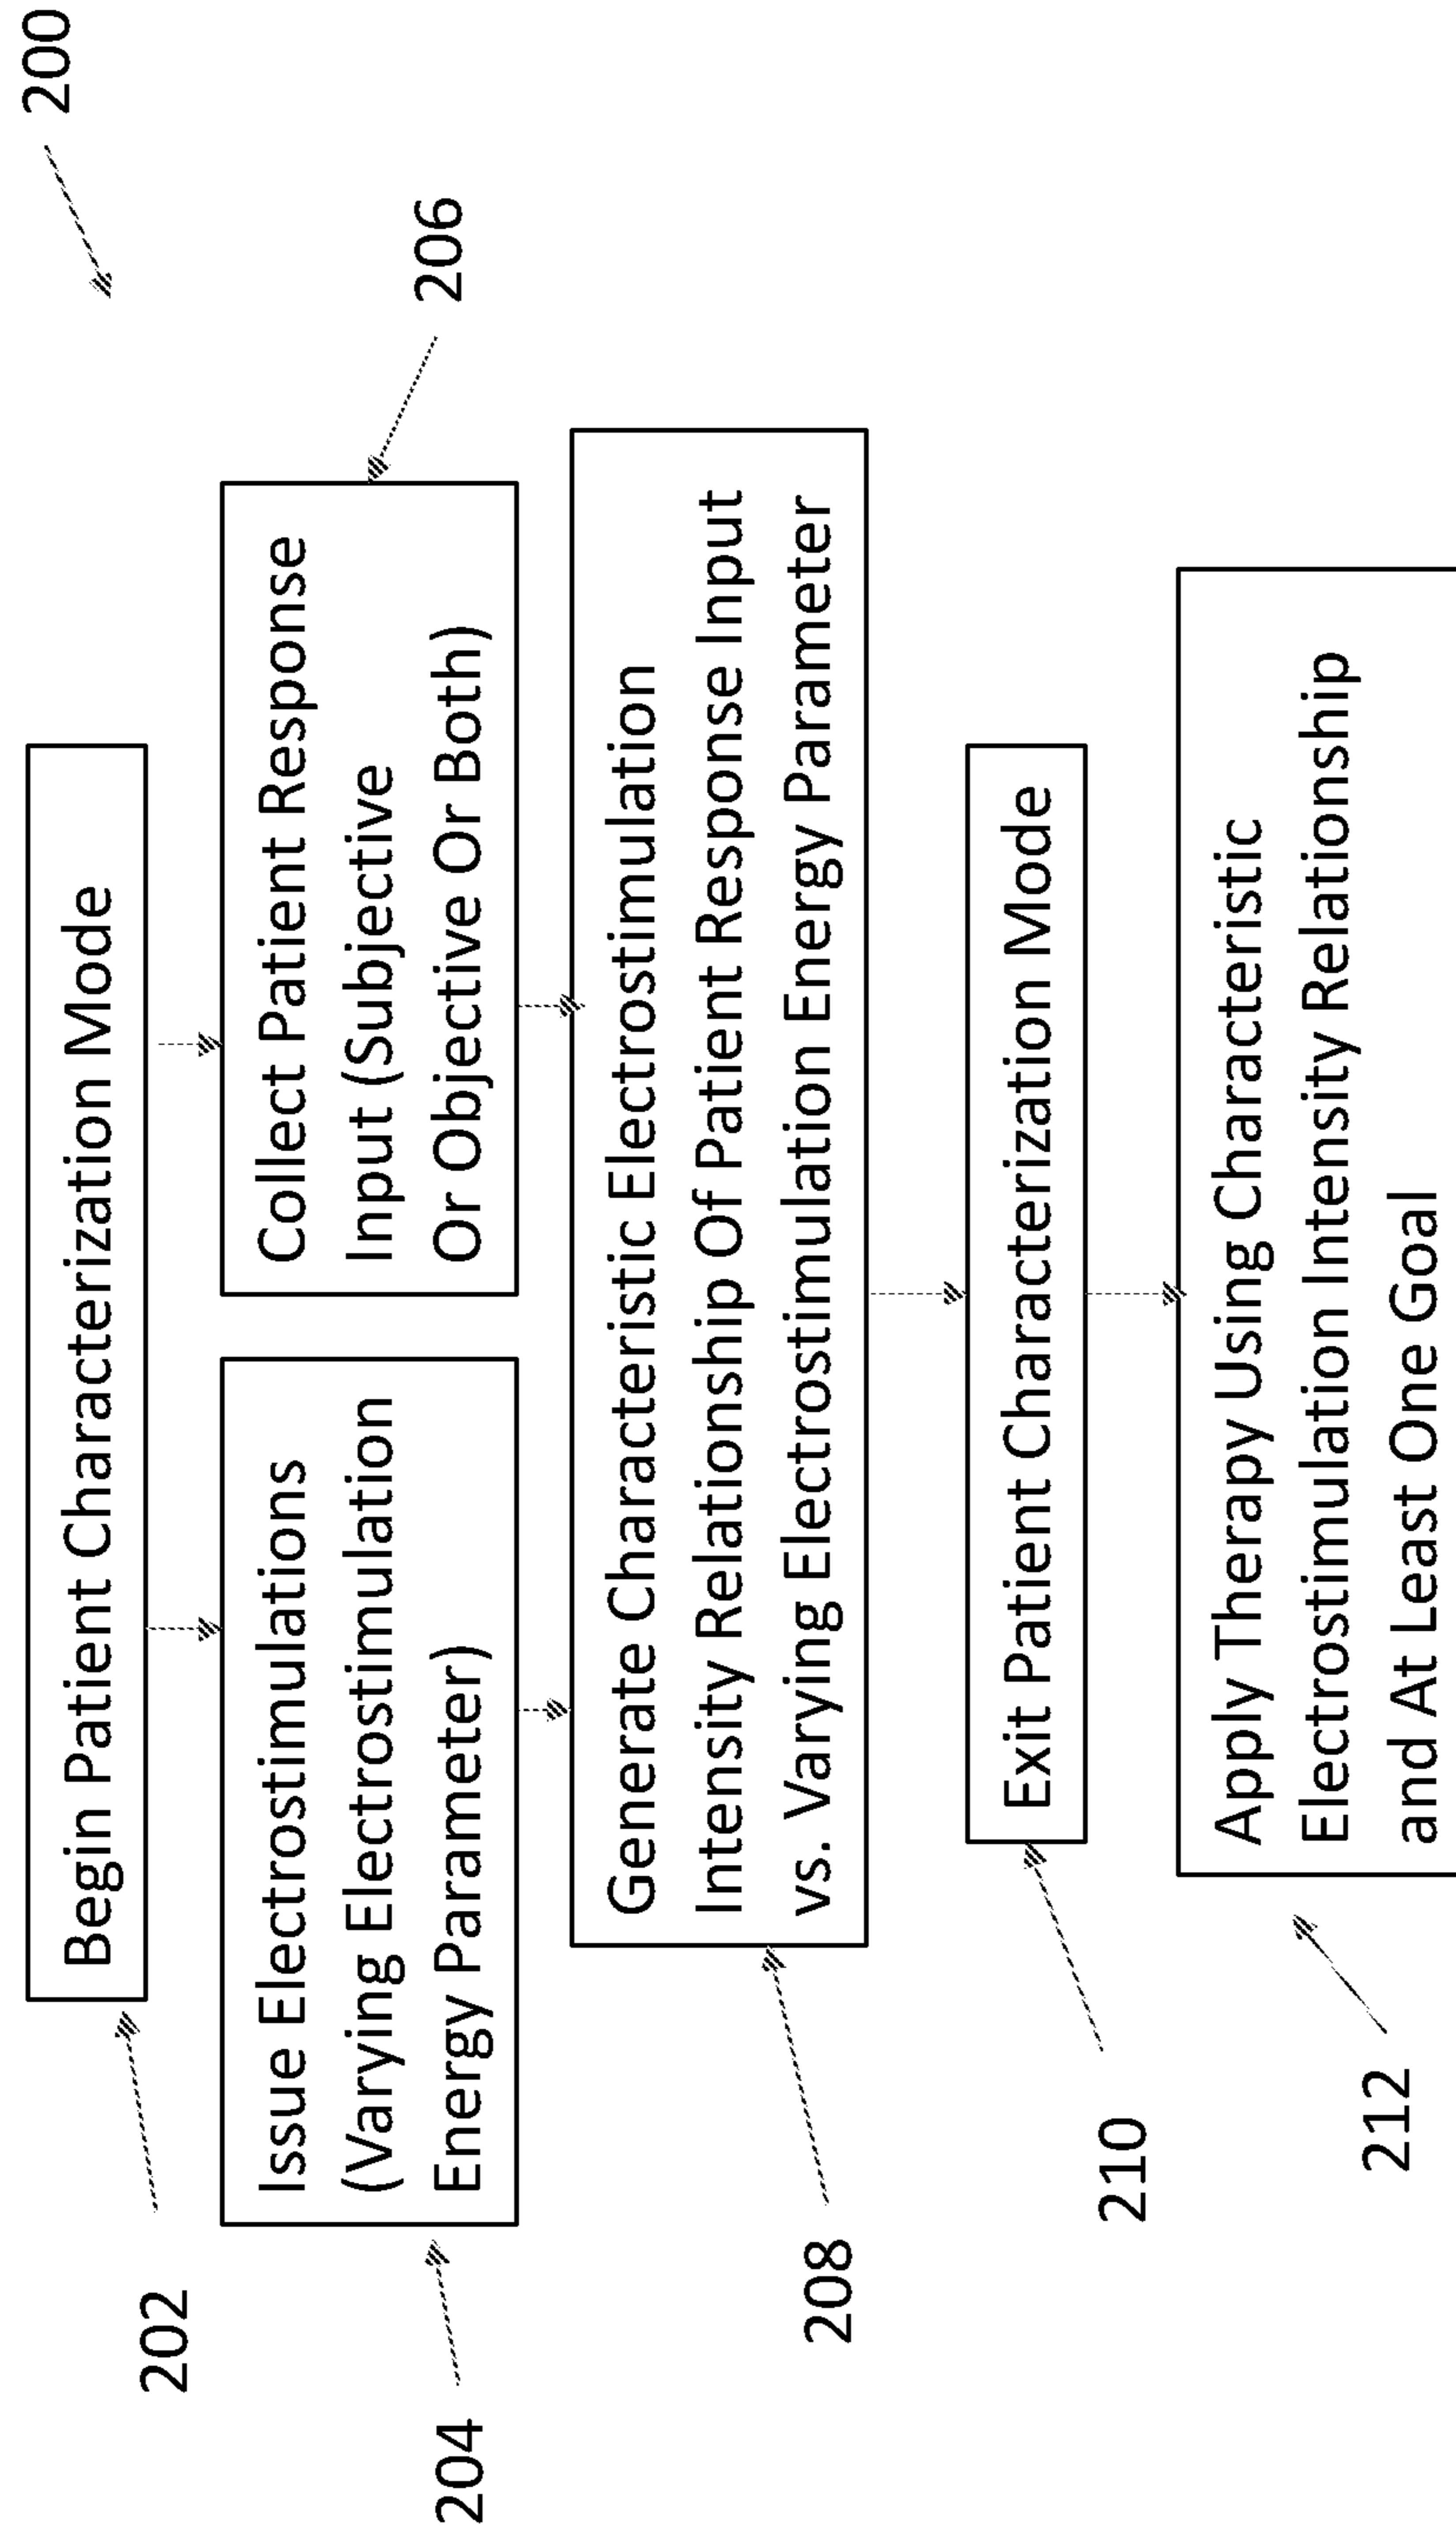 200
Begin Patient Characterization Mode
202
Issue Electrostimulations
(Varying Electrostimulation
Energy Parameter)
204
Collect Patient Response
Input (Subjective
Or Objective Or Both)
206
Generate Characteristic Electrostimulation
Intensity Relationship Of Patient Response Input
vs. Varying Electrostimulation Energy Parameter
208
Exit Patient Characterization Mode
210
Apply Therapy Using Characteristic
Electrostimulation Intensity Relationship
and At Least One Goal
212